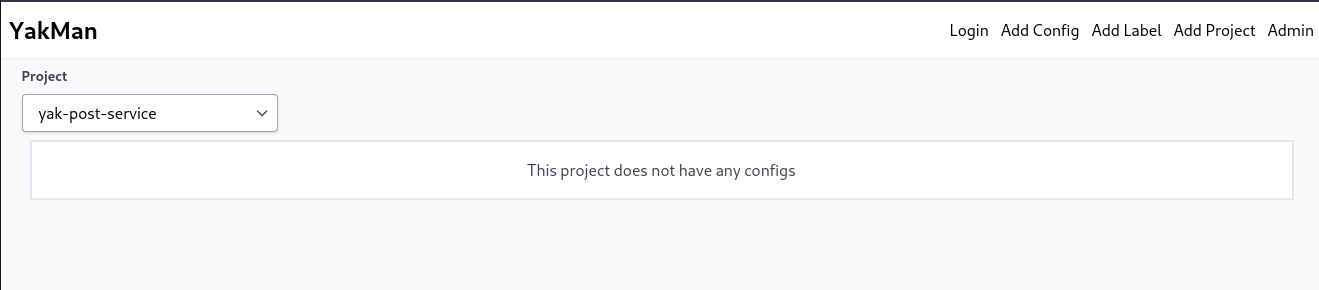 YakMan
Login Add Config Add Label Add Project Admin
Project
yak-post-service
This project does not have any configs